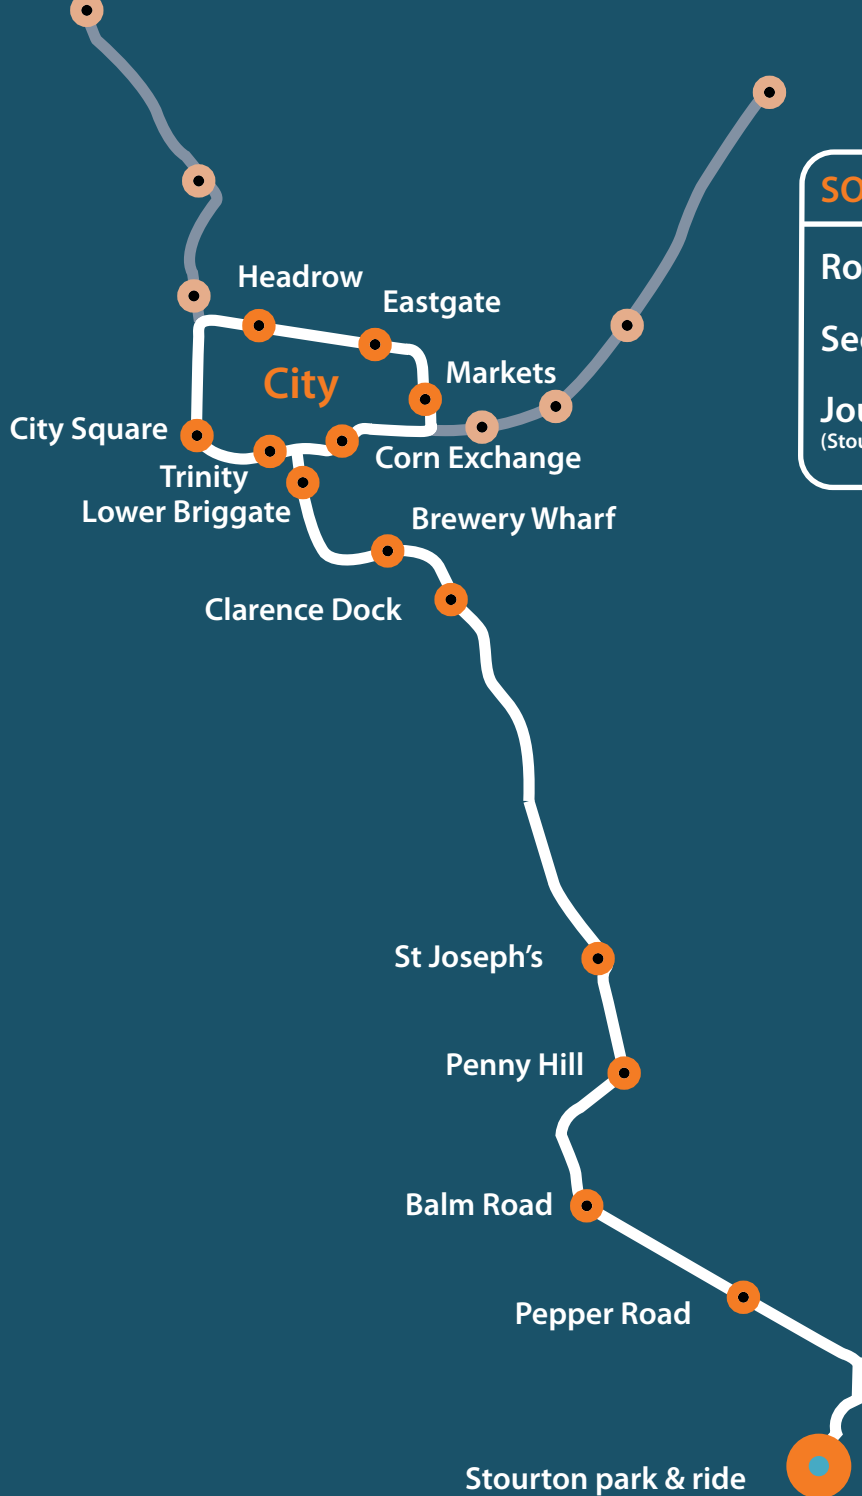 Headrow
Eastgate
City
Markets
City Square
Trinity
Corn Exchange
Lower Briggate
Brewery Wharf
Clarence Dock
St Joseph's
Penny Hill
Balm Road
Pepper Road
Stourton park & ride